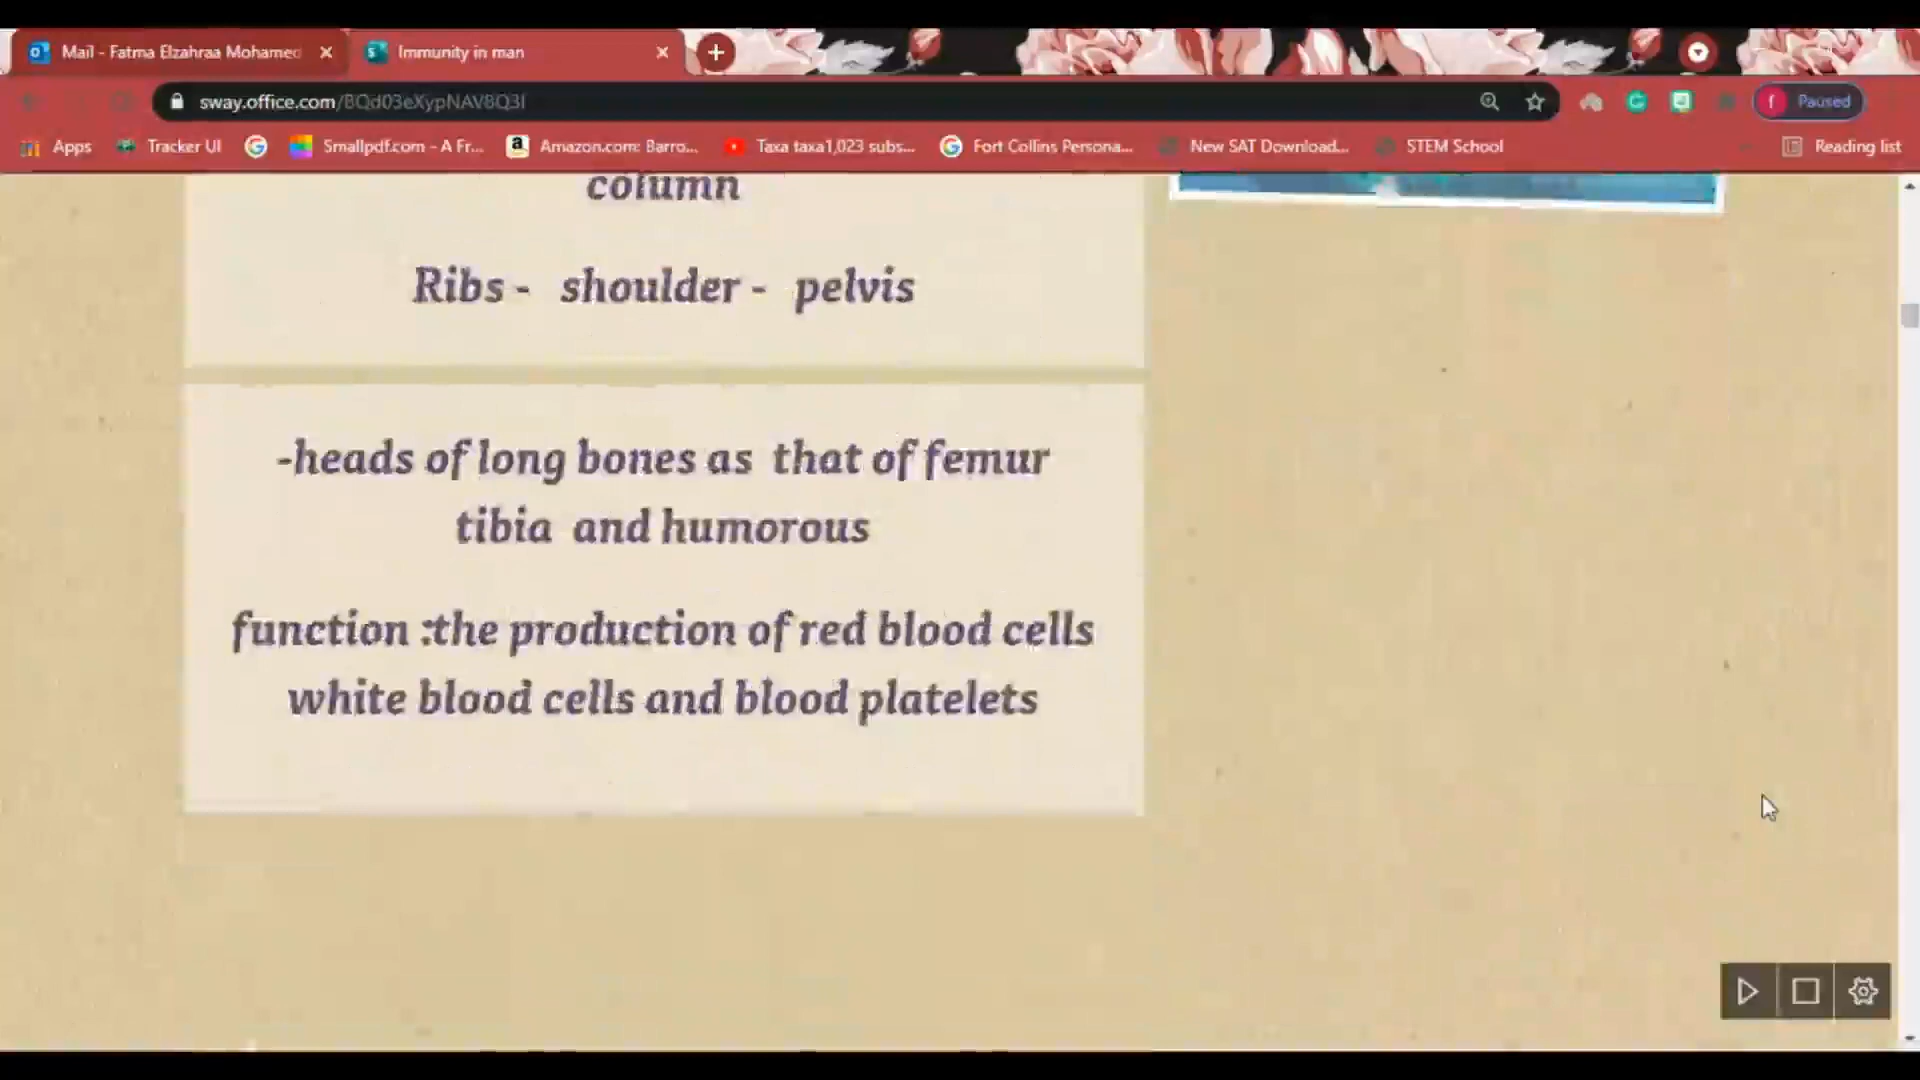 Mail - Fatma Elzahraa Mohamed
Immunity in man
sway.office.com/8Qd03eXypNAV8Q3l
f Paused
Apps
Tracker UI
Smallpdf.com - A Fr...
Amazon.com: Barro...
Taxa taxa1,023 subs...
Fort Collins Persona...
New SAT Download...
STEM School
Reading list
column
Ribs - shoulder - pelvis
-heads of long bones as that of femur
tibia and humorous
function :the production of red blood cells
white blood cells and blood platelets